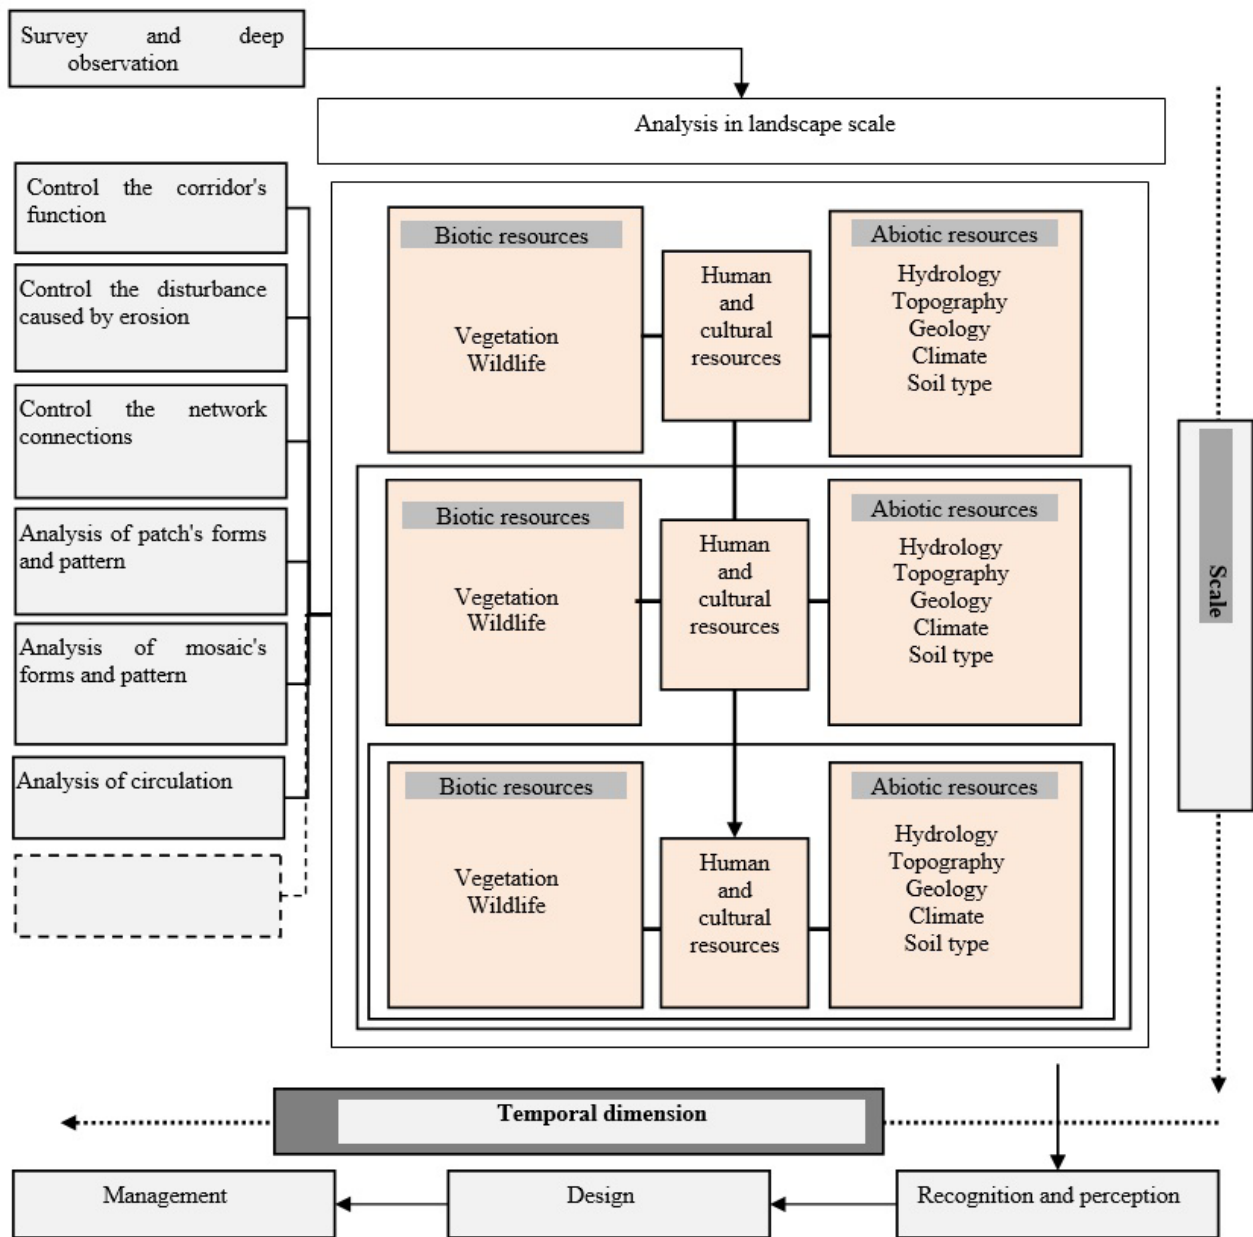 Survey and deep
observation
Analysis in landscape scale
Control the corridor's
function
Control the disturbance
caused by erosion
Control the network
connections
Analysis of patch's forms
and pattern
Analysis of mosaic's
forms and pattern
Analysis of circulation
Biotic resources
Vegetation
Wildlife
Human
and
cultural
resources
Abiotic resources
Hydrology
Topography
Geology
Climate
Soil type
Biotic resources
Vegetation
Wildlife
Human
and
cultural
resources
Abiotic resources
Hydrology
Topography
Geology
Climate
Soil type
Biotic resources
Vegetation
Wildlife
Human
and
cultural
resources
Abiotic resources
Hydrology
Topography
Geology
Climate
Soil type
Scale
Temporal dimension
Management
Design
Recognition and perception